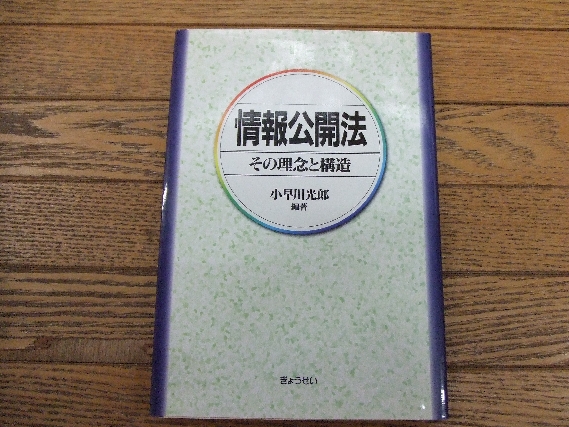 情報公開法
その理念と構造
小早川光郎
編著
ぎょうせい